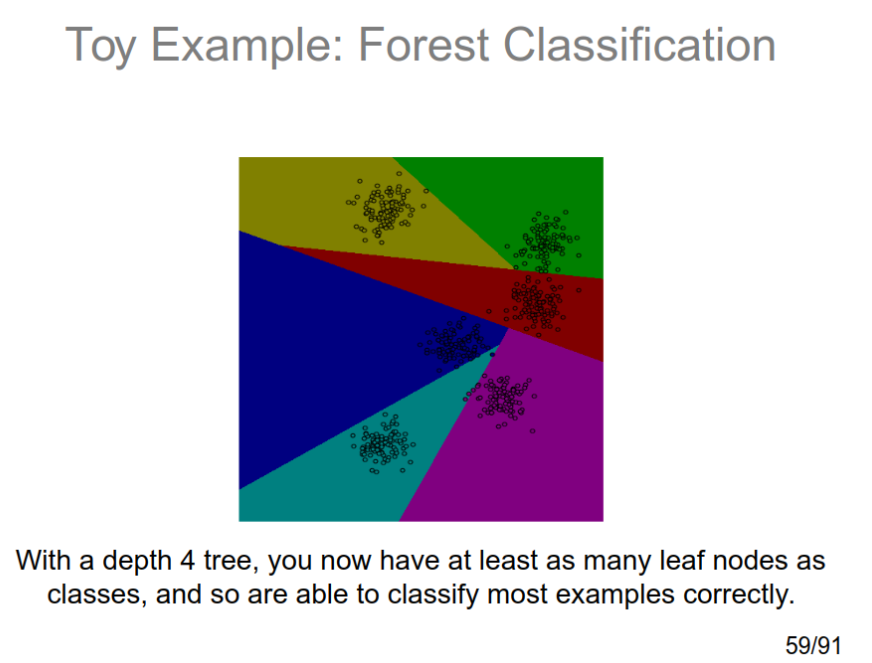 Toy Example: Forest Classification
With a depth 4 tree, you now have at least as many leaf nodes as
classes, and so are able to classify most examples correctly.
59/91